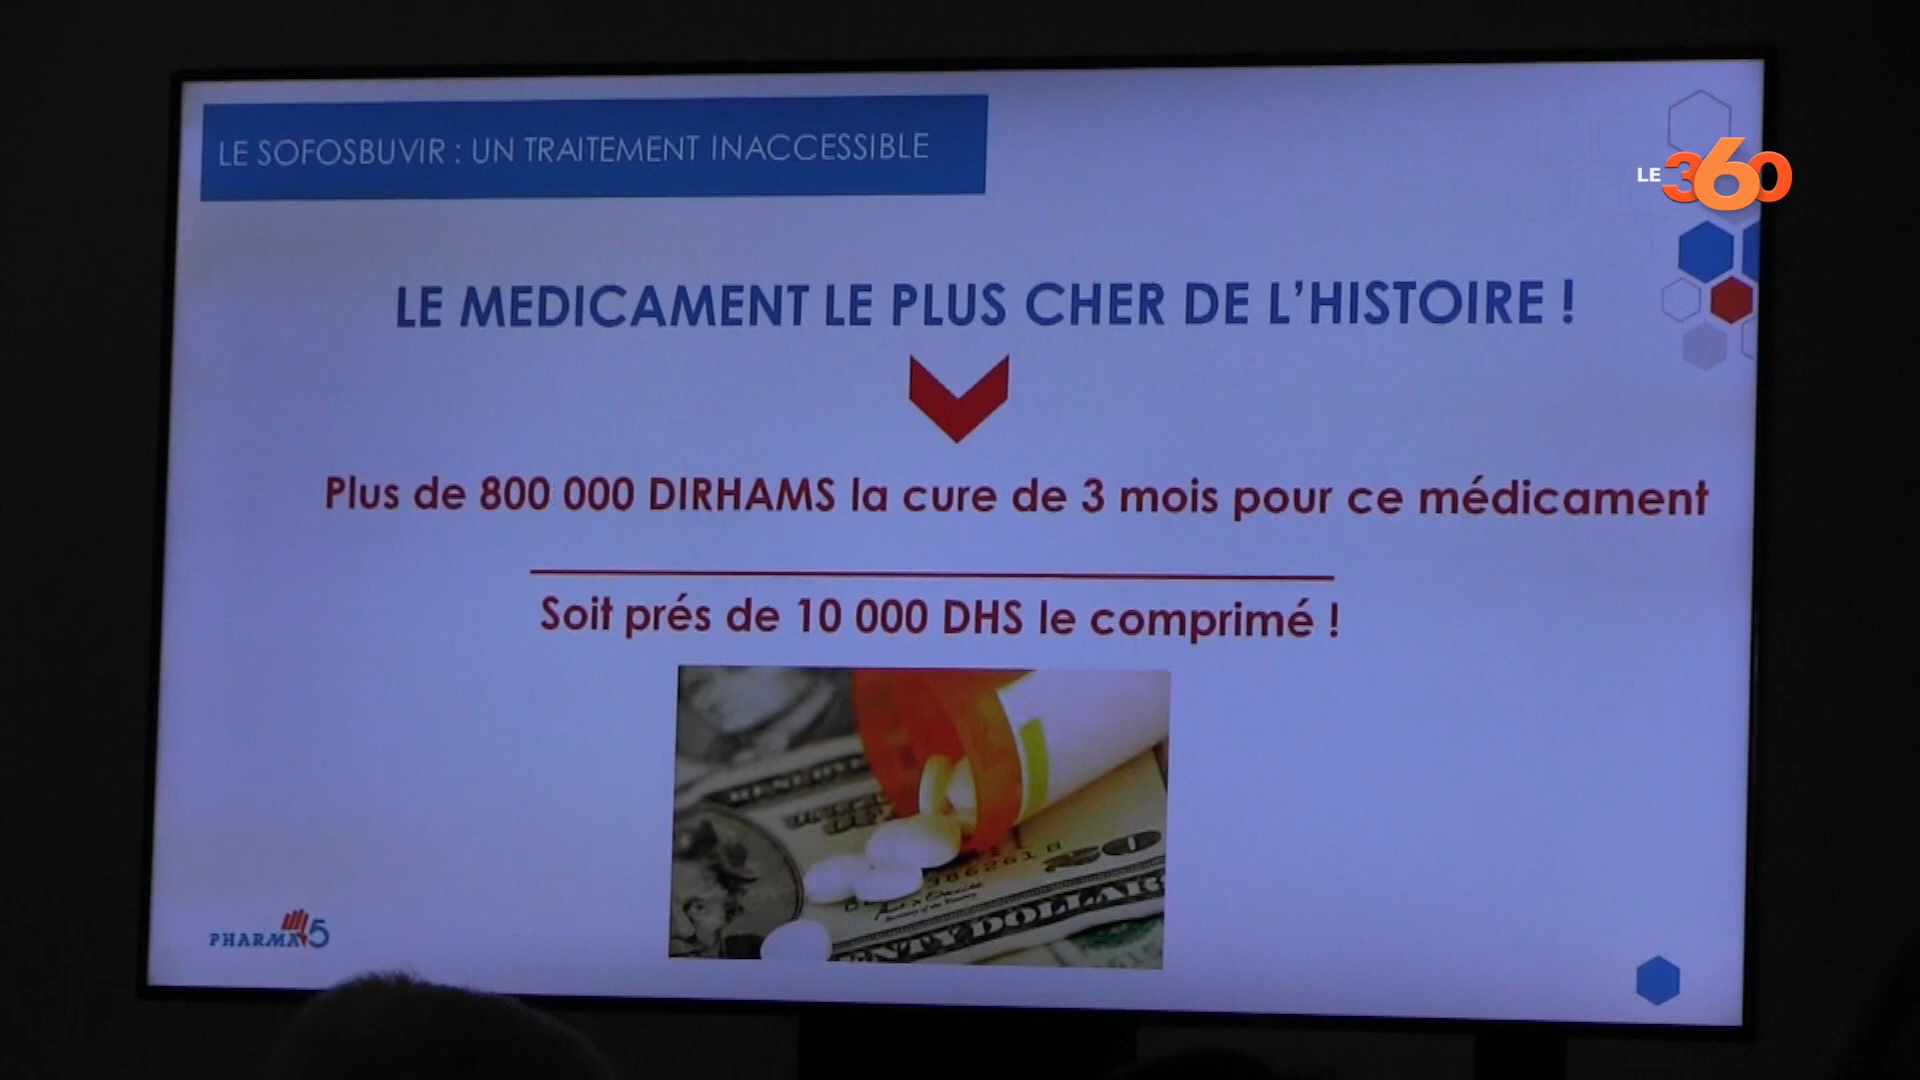 LE SOFOSBUVIR : UN TRAITEMENT INACCESSIBLE
LE 360
LE MEDICAMENT LE PLUS CHER DE L'HISTOIRE !
Plus de 800 000 DIRHAMS la cure de 3 mois pour ce médicament
Soit prés de 10 000 DHS le comprimé !
20
PHARMA 5